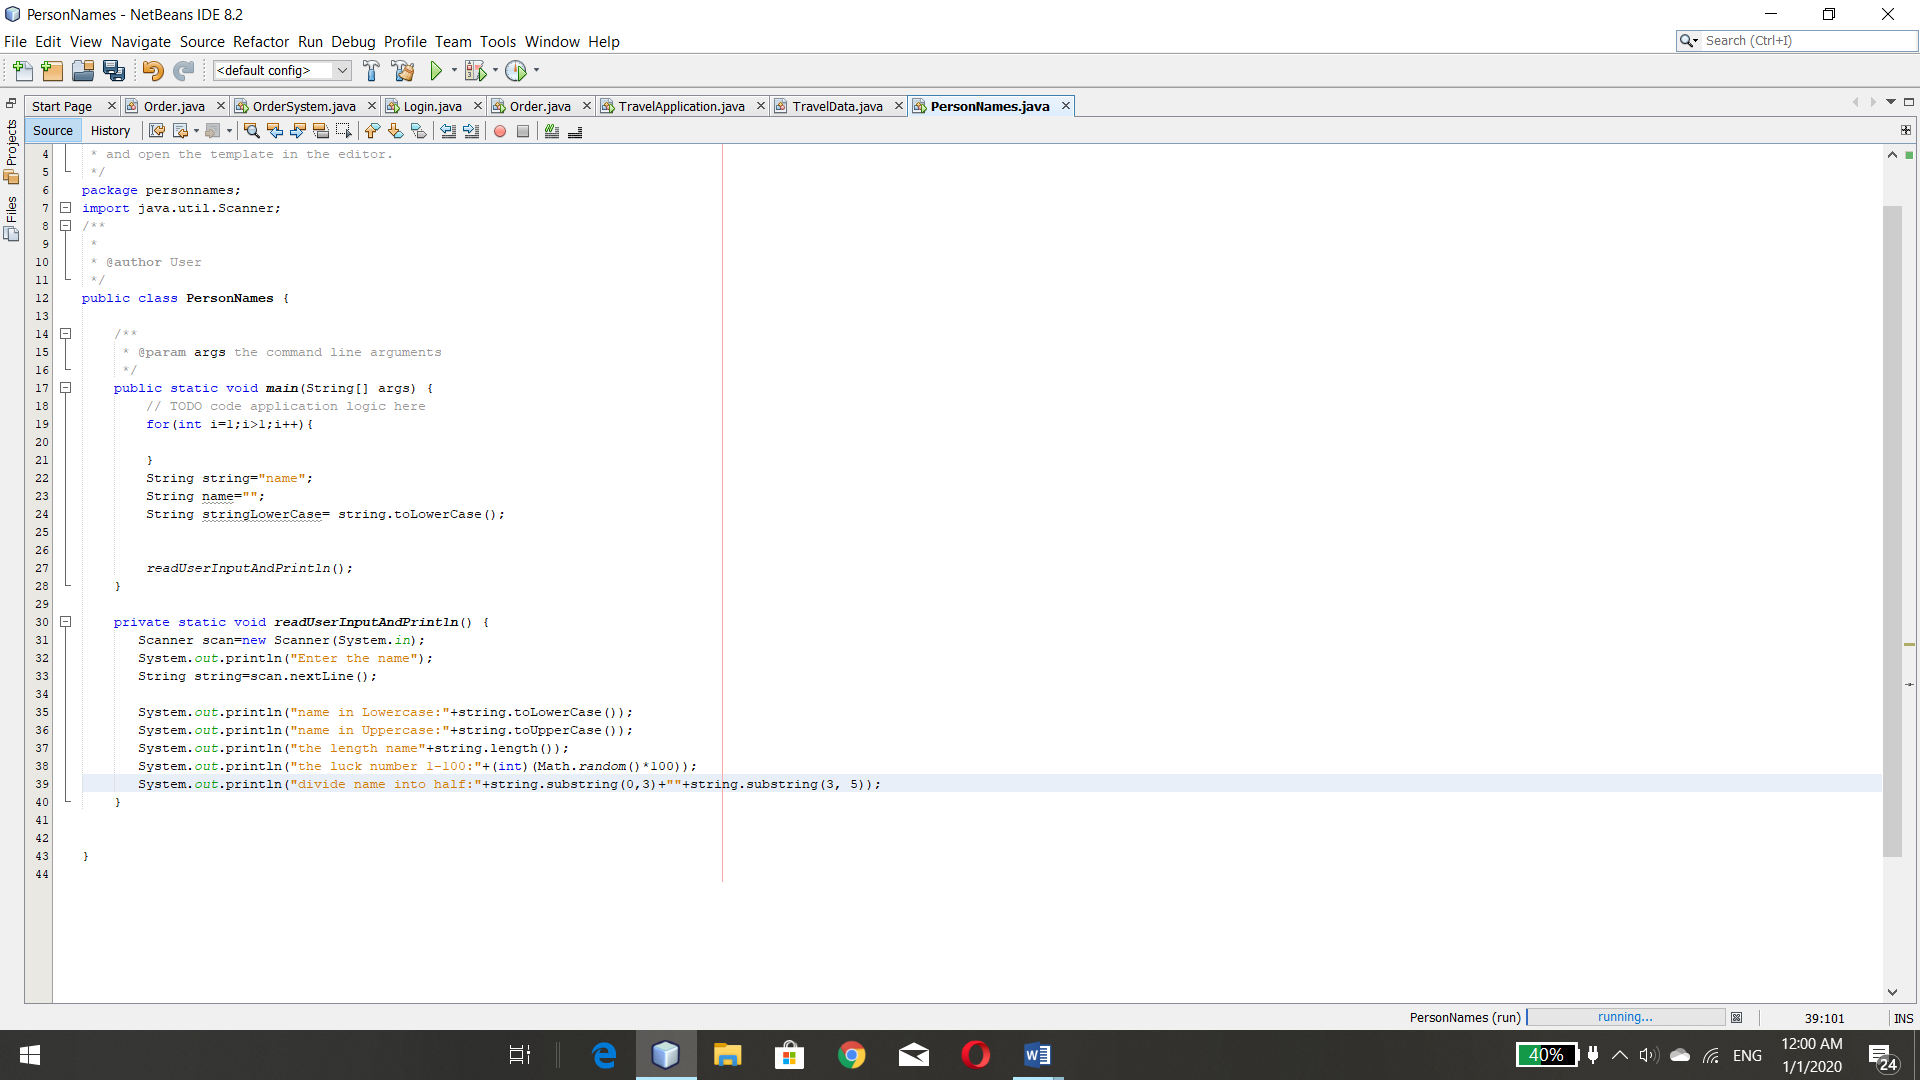 PersonNames - NetBeans IDE 8.2
File Edit View Navigate Source Refactor Run Debug Profile Team Tools Window Help
Search (Ctrl+I)
<default config>
Start Page Order.java OrderSystem.java Login.java Order.java TravelApplication.java TravelData.java PersonNames.java
Source History
Projects
Files
4 * and open the template in the editor.
5 */
6 package personnames;
7 import java.util.Scanner;
8 /**
9 *
10 * @author User
11 */
12 public class PersonNames {
13
14 /**
15 * @param args the command line arguments
16 */
17 public static void main(String[] args) {
18 // TODO code application logic here
19 for(int i=1;i>1;i++){
20
21 }
22 String string="name";
23 String name="";
24 String stringLowerCase= string.toLowerCase();
25
26
27 readUserInputAndPrintln();
28 }
29
30 private static void readUserInputAndPrintln() {
31 Scanner scan=new Scanner(System.in);
32 System.out.println("Enter the name");
33 String string=scan.nextLine();
34
35 System.out.println("name in Lowercase:"+string.toLowerCase());
36 System.out.println("name in Uppercase:"+string.toUpperCase());
37 System.out.println("the length name"+string.length());
38 System.out.println("the luck number 1-100:"+(int)(Math.random()*100));
39 System.out.println("divide name into half:"+string.substring(0,3)+""+string.substring(3, 5));
40 }
41
42
43 }
44
PersonNames (run) running... 39:101 INS
40% ENG 12:00 AM
1/1/2020
24